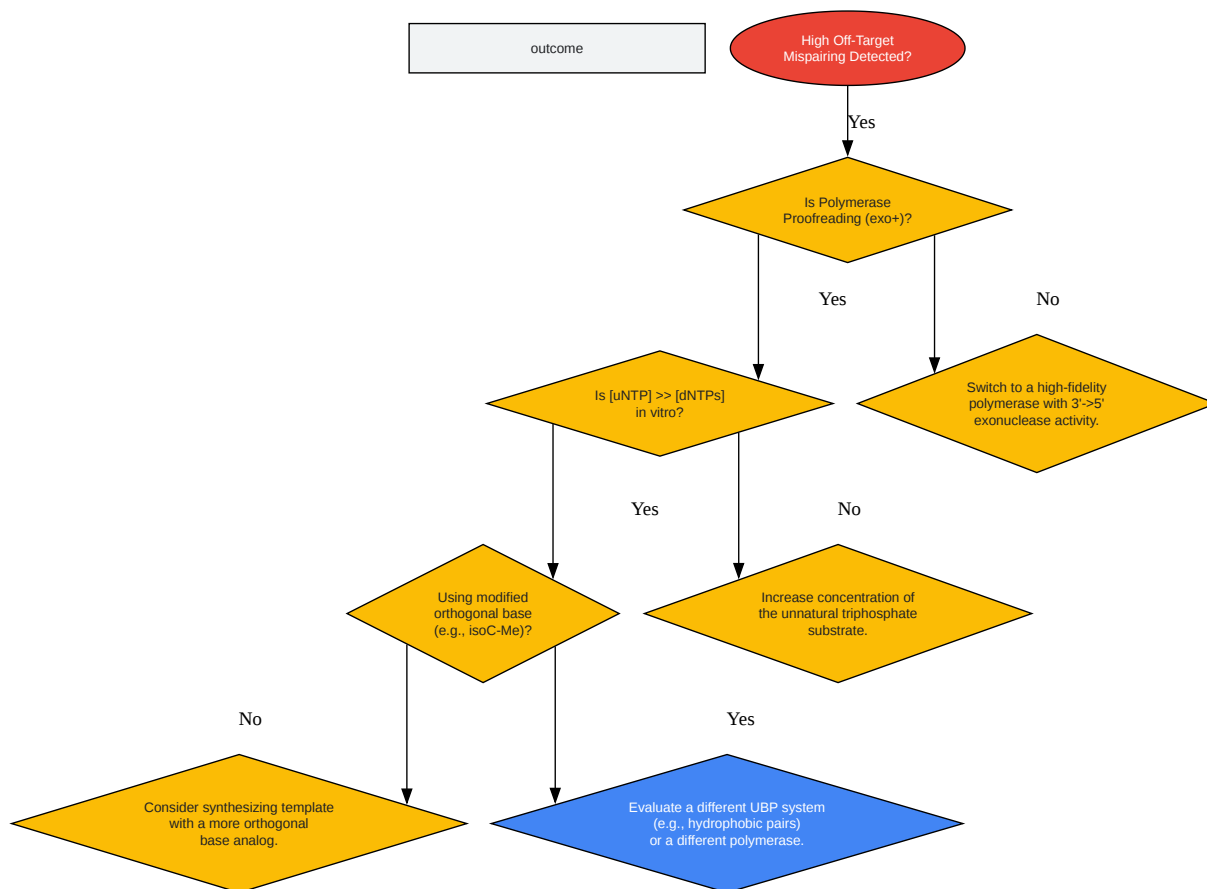 outcome
High Off-Target
Mispairing Detected?
Yes
Is Polymerase
Proofreading (exo+)?
Yes
No
Is [uNTP] >> [dNTPs]
in vitro?
Switch to a high-fidelity
polymerase with 3'->5'
exonuclease activity.
Yes
No
Using modified
orthogonal base
(e.g., isoC-Me)?
Increase concentration of
the unnatural triphosphate
substrate.
No
Yes
Consider synthesizing template
with a more orthogonal
base analog.
Evaluate a different UBP system
(e.g., hydrophobic pairs)
or a different polymerase.